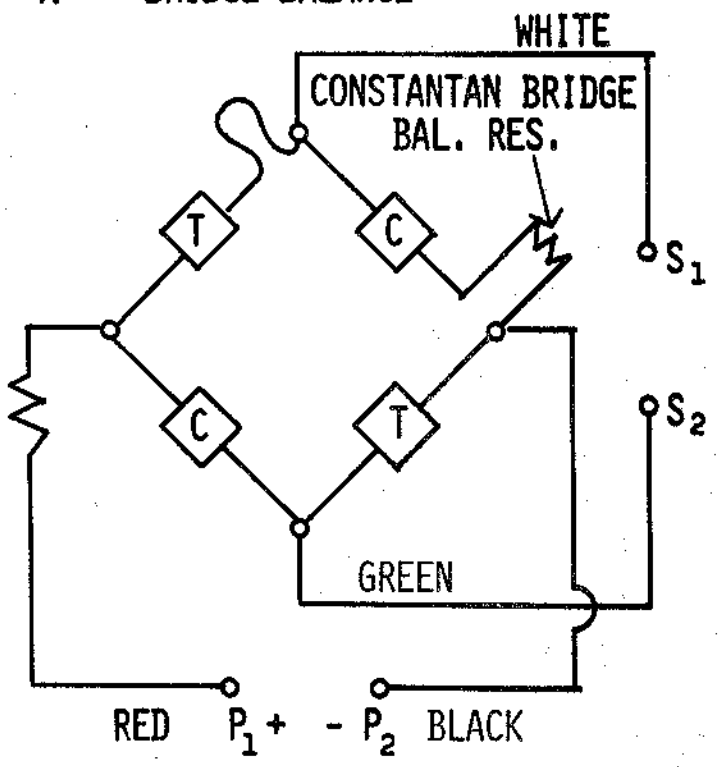 WHITE
CONSTANTAN BRIDGE
BAL. RES.
T
C
S1
C
T
S2
GREEN
RED P1+ - P2 BLACK